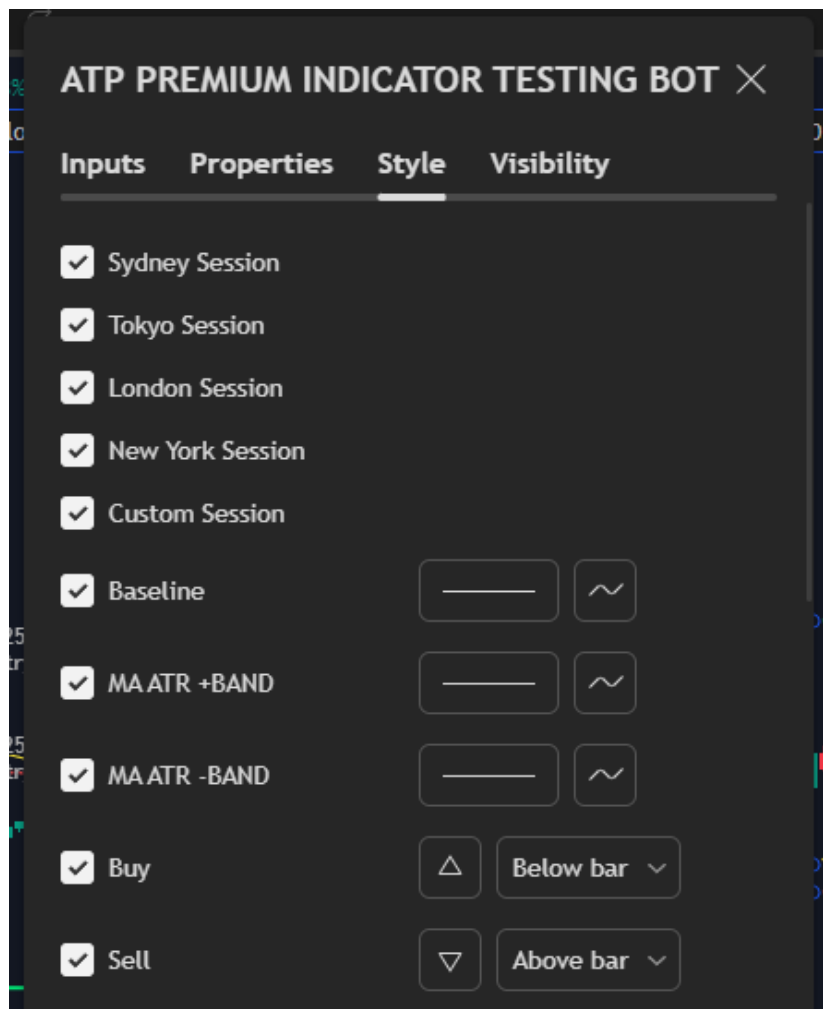 ATP PREMIUM INDICATOR TESTING BOT
Inputs Properties Style Visibility
Sydney Session
Tokyo Session
London Session
New York Session
Custom Session
Baseline
MA ATR +BAND
MA ATR -BAND
Buy Below bar
Sell Above bar